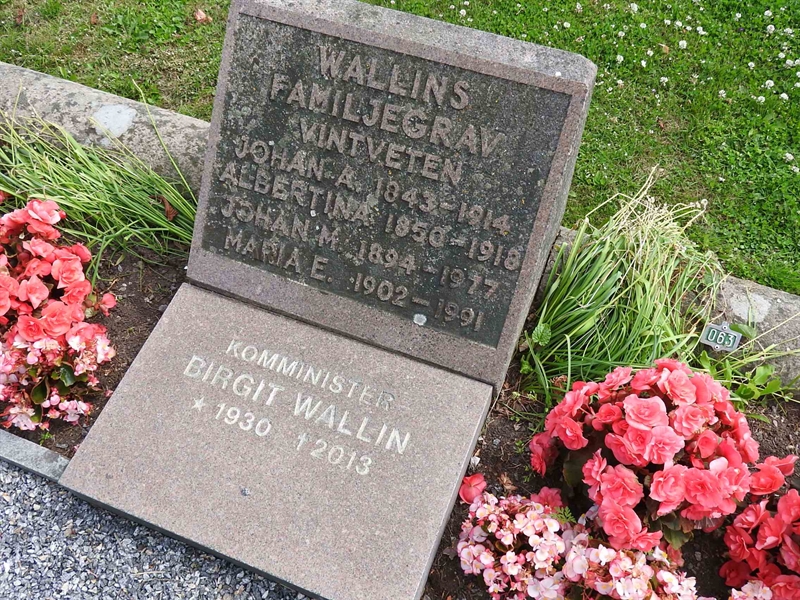 WALLINS
FAMILJEGRAV
VINTVETEN
JOHAN A. 1843-1914
ALBERTINA 1850-1918
JOHAN M. 1894-1977
MARIA E. 1902-1991
KOMMINISTER
BIRGIT WALLIN
* 1930 † 2013
063